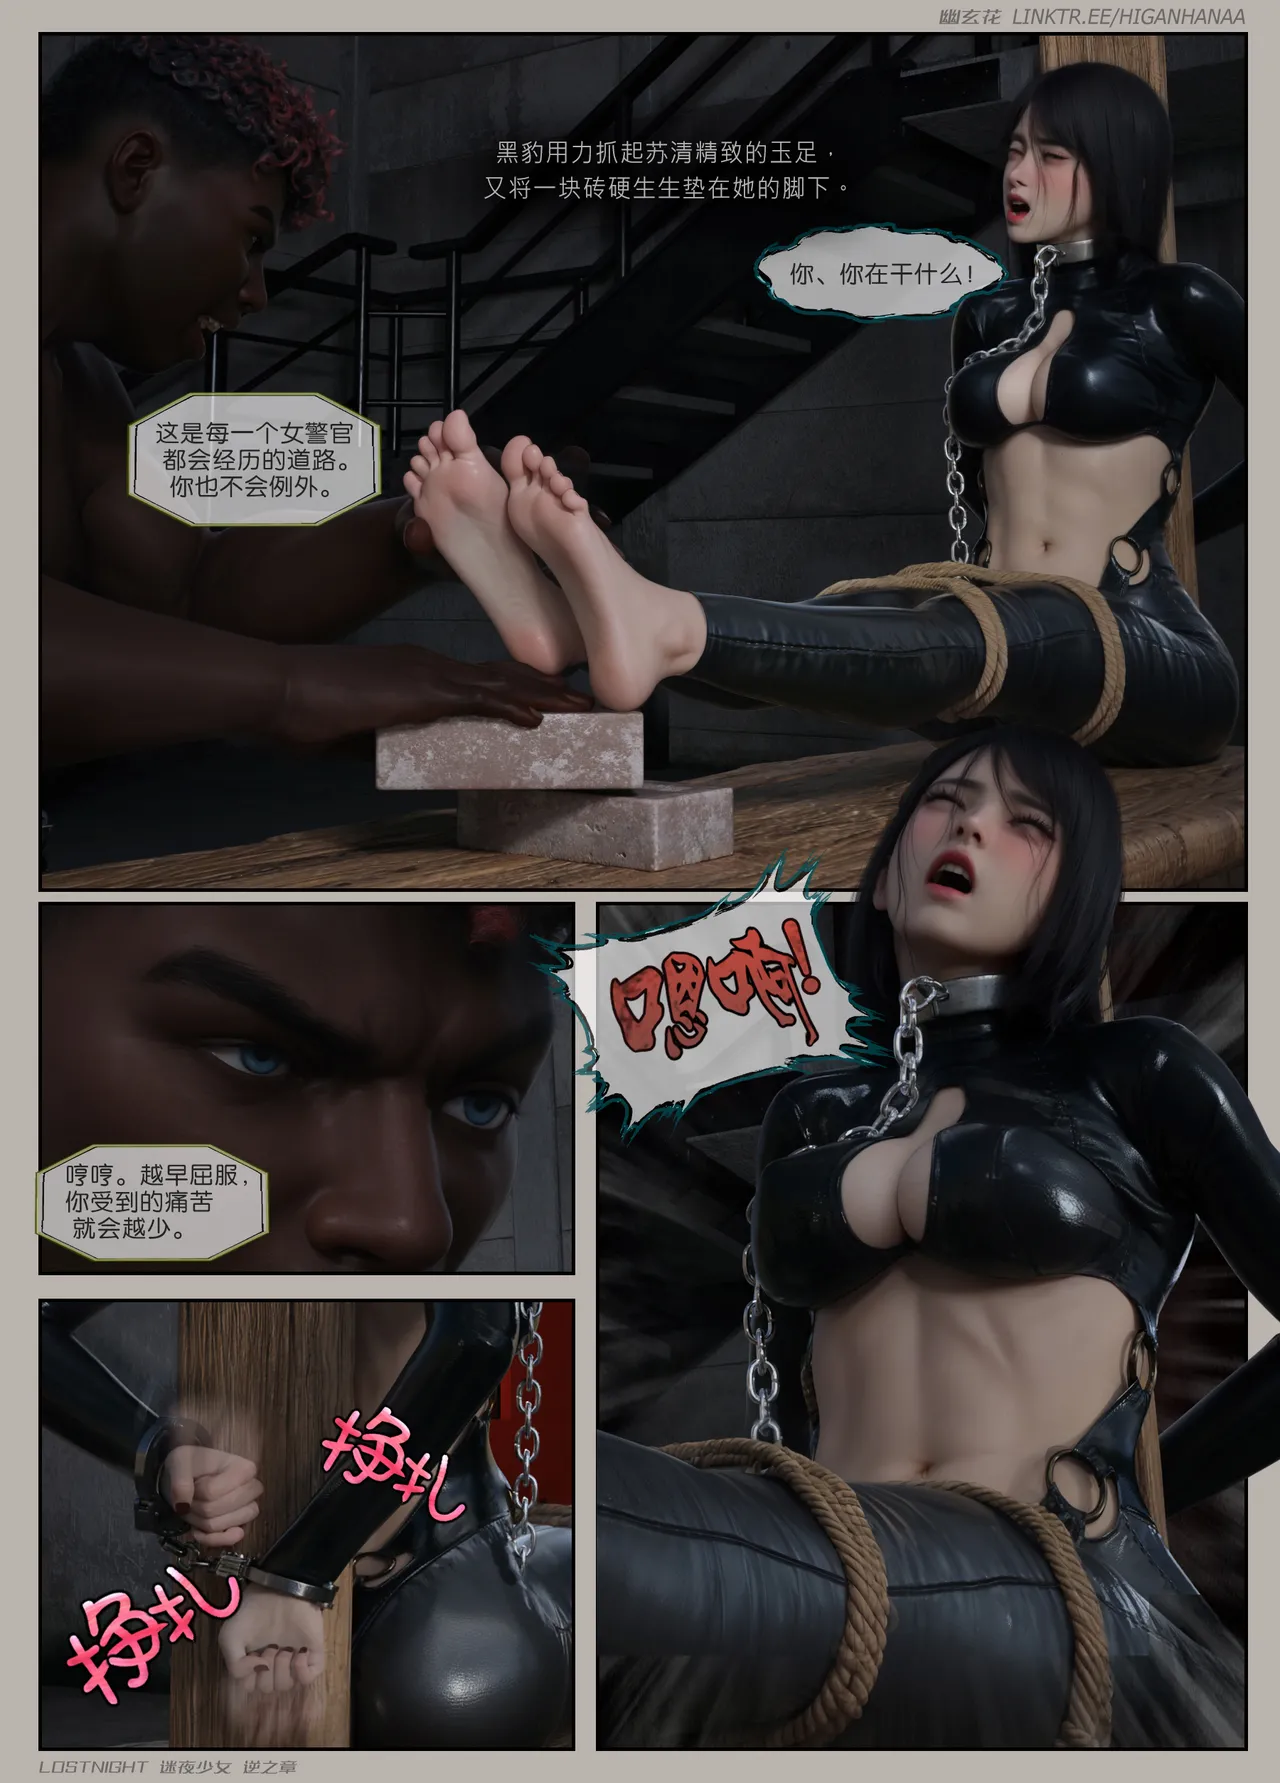 幽玄花 LINKTR.EE/HIGANHANAA
黑豹用力抓起苏清精致的玉足，
又将一块砖硬生生垫在她的脚下。
你、你在干什么！
这是每一个女警官
都会经历的道路。
你也不会例外。
嗯哼！
哼哼。越早屈服，
你受到的痛苦
就会越少。
挣扎
挣扎
LOSTNIGHT 迷夜少女 逆之章